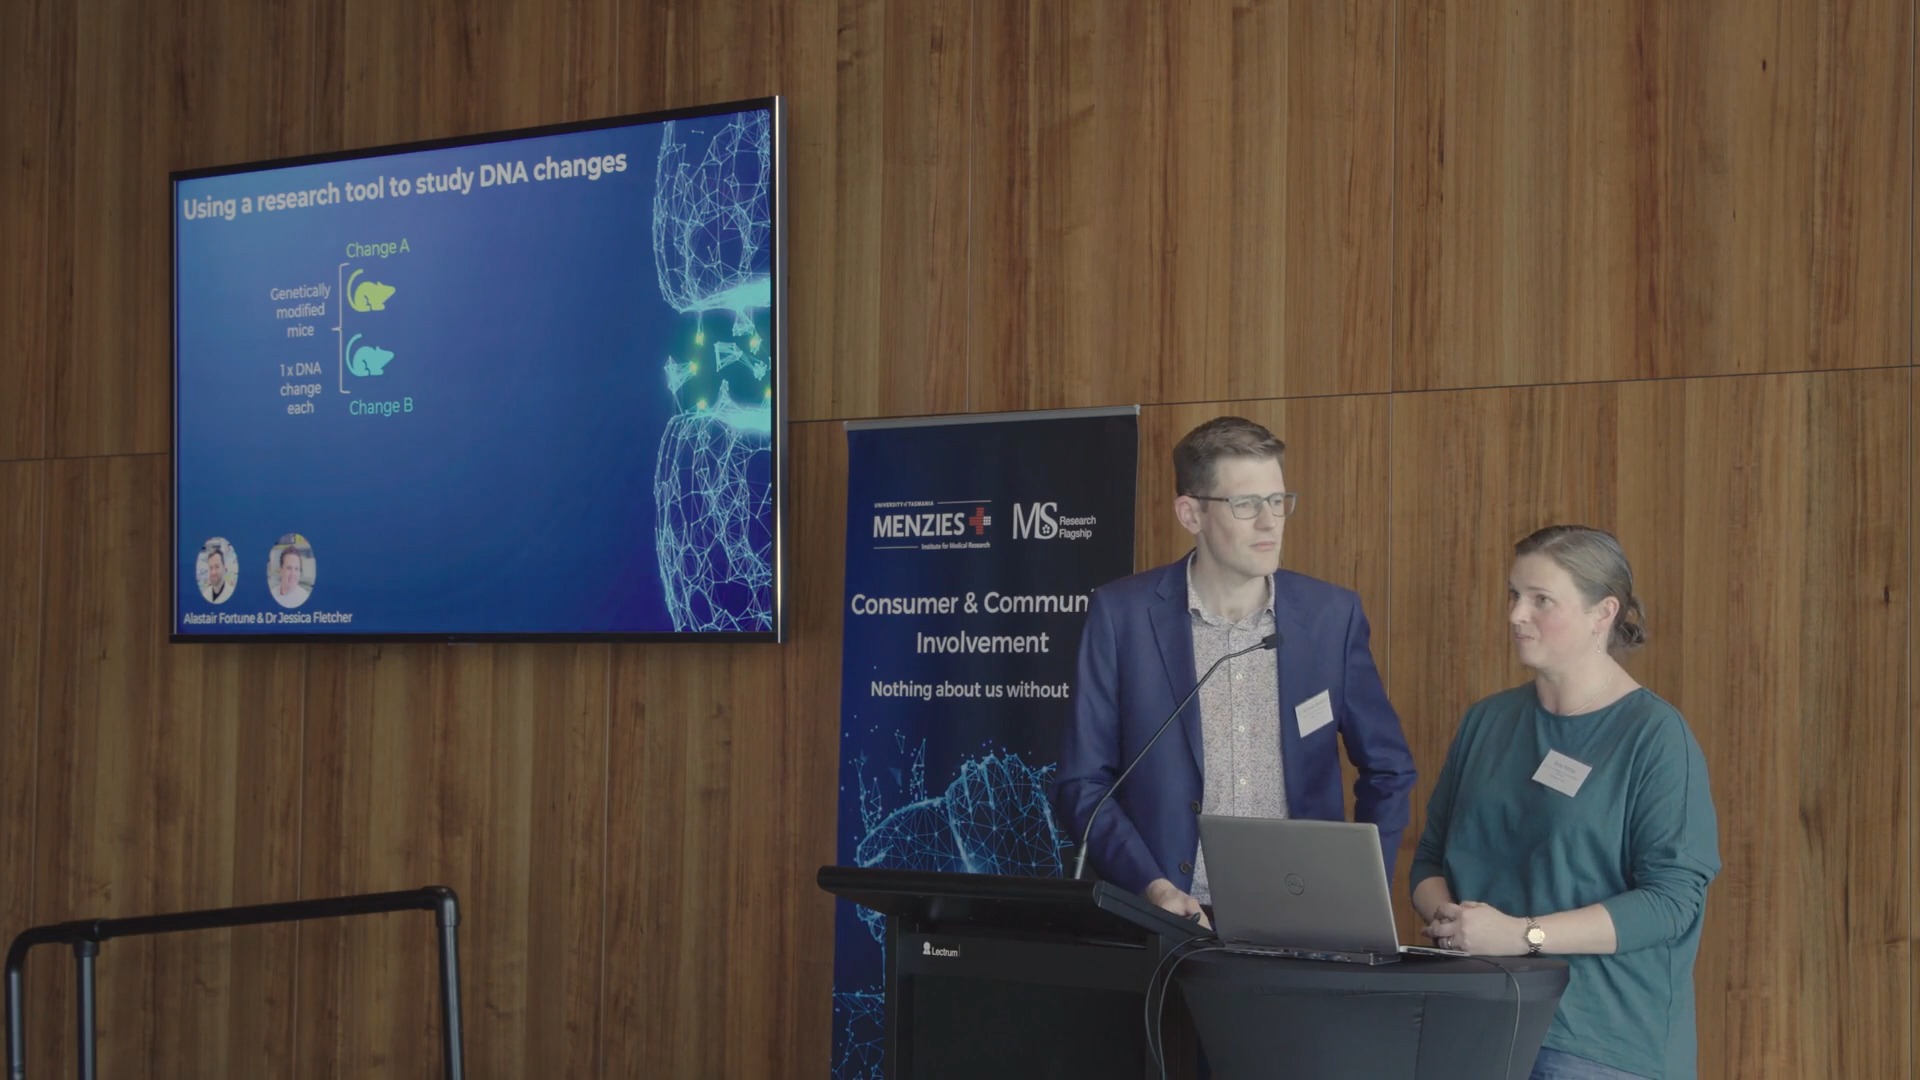 Using a research tool to study DNA changes
Change A
Genetically
modified
mice
1 x DNA
change
each
Change B
Alastair Fortune & Dr Jessica Fletcher
UNIVERSITY of TASMANIA
MENZIES
Institute for Medical Research
MS
Research
Flagship
Consumer & Communi
Involvement
Nothing about us without
Lectrum
DELL